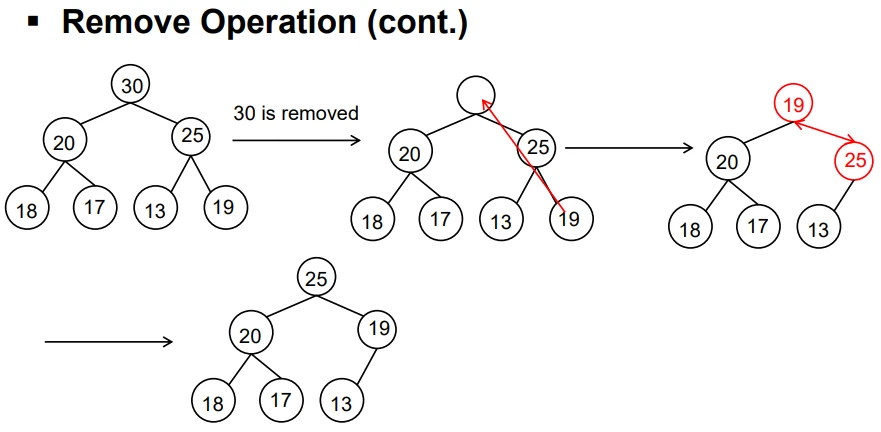 ▪ Remove Operation (cont.)
30
20 25
18 17 13 19
30 is removed
20 25
18 17 13 19
19
20 25
18 17 13
25
20 19
18 17 13